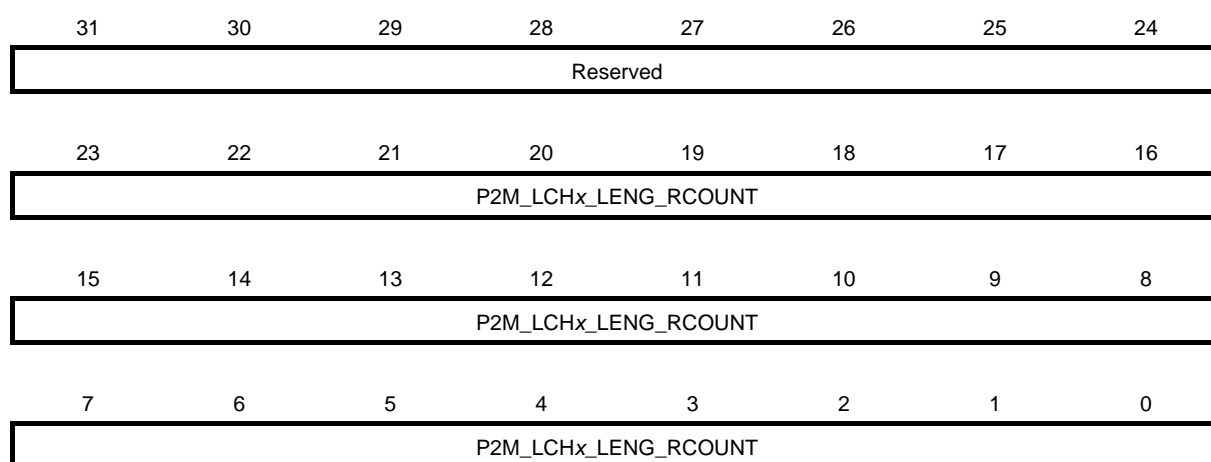 31 30 29 28 27 26 25 24
Reserved
23 22 21 20 19 18 17 16
P2M_LCHx_LENG_RCOUNT
15 14 13 12 11 10 9 8
P2M_LCHx_LENG_RCOUNT
7 6 5 4 3 2 1 0
P2M_LCHx_LENG_RCOUNT